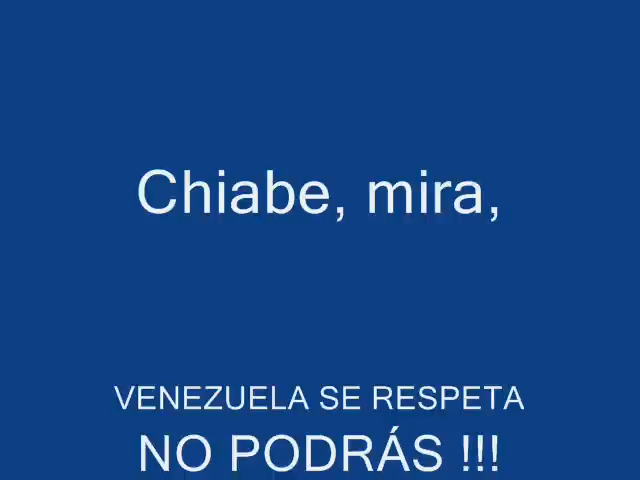 Chiabe, mira,
VENEZUELA SE RESPETA
NO PODRÁS !!!